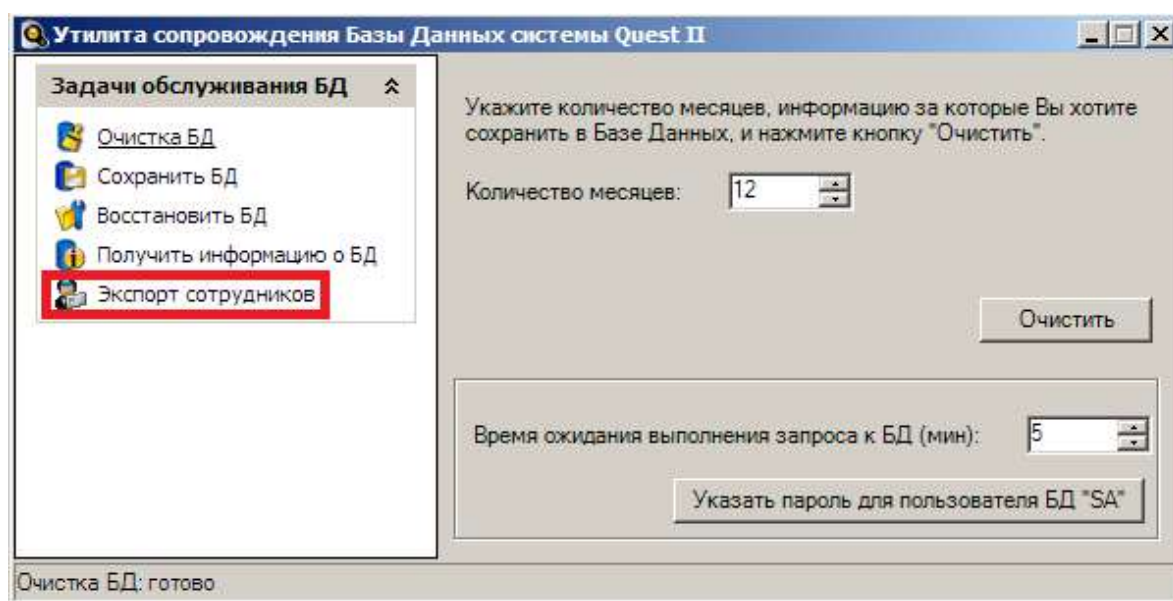 Утилита сопровождения Базы Данных системы Quest II
Задачи обслуживания БД
Очистка БД
Сохранить БД
Восстановить БД
Получить информацию о БД
Экспорт сотрудников
Укажите количество месяцев, информацию за которые Вы хотите
сохранить в Базе Данных, и нажмите кнопку "Очистить".
Количество месяцев: 12
Очистить
Время ожидания выполнения запроса к БД (мин): 5
Указать пароль для пользователя БД "SA"
Очистка БД: готово